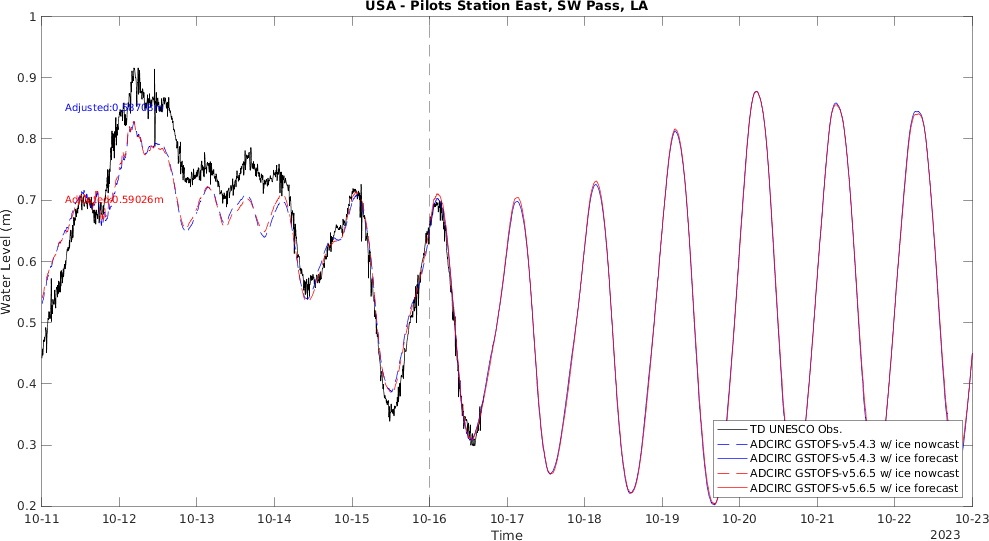 USA - Pilots Station East, SW Pass, LA
1
0.9
0.8
0.7
0.6
0.5
0.4
0.3
0.2
Water Level (m)
Adjusted:
Adjusted:0.59026m
TD UNESCO Obs.
ADCIRC GSTOFS-v5.4.3 w/ ice nowcast
ADCIRC GSTOFS-v5.4.3 w/ ice forecast
ADCIRC GSTOFS-v5.6.5 w/ ice nowcast
ADCIRC GSTOFS-v5.6.5 w/ ice forecast
10-11 10-12 10-13 10-14 10-15 10-16 10-17 10-18 10-19 10-20 10-21 10-22 10-23
Time
2023